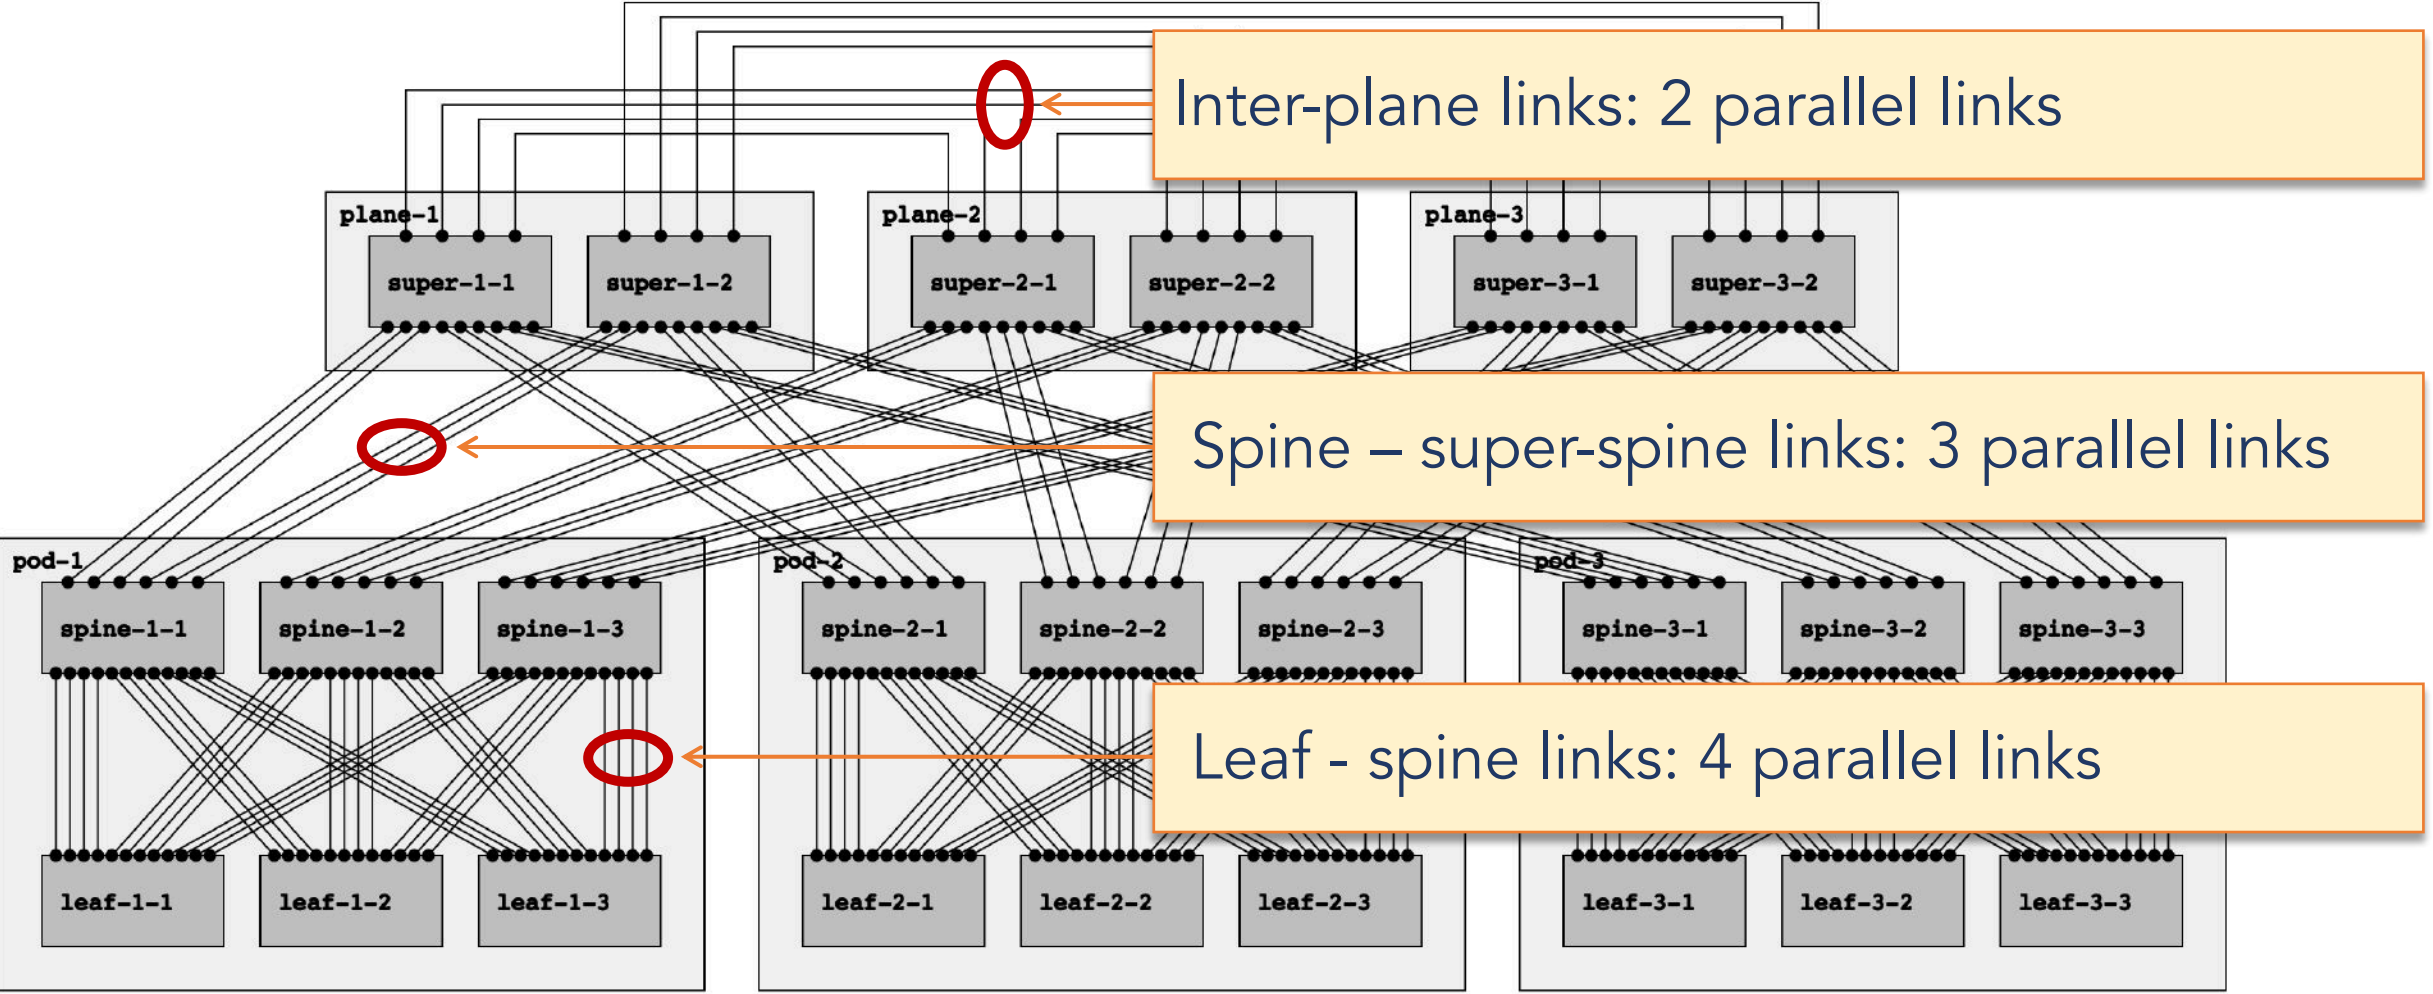 Inter-plane links: 2 parallel links
plane-1
plane-2
plane-3
super-1-1
super-1-2
super-2-1
super-2-2
super-3-1
super-3-2
Spine – super-spine links: 3 parallel links
pod-1
pod-2
pod-3
spine-1-1
spine-1-2
spine-1-3
spine-2-1
spine-2-2
spine-2-3
spine-3-1
spine-3-2
spine-3-3
Leaf - spine links: 4 parallel links
leaf-1-1
leaf-1-2
leaf-1-3
leaf-2-1
leaf-2-2
leaf-2-3
leaf-3-1
leaf-3-2
leaf-3-3